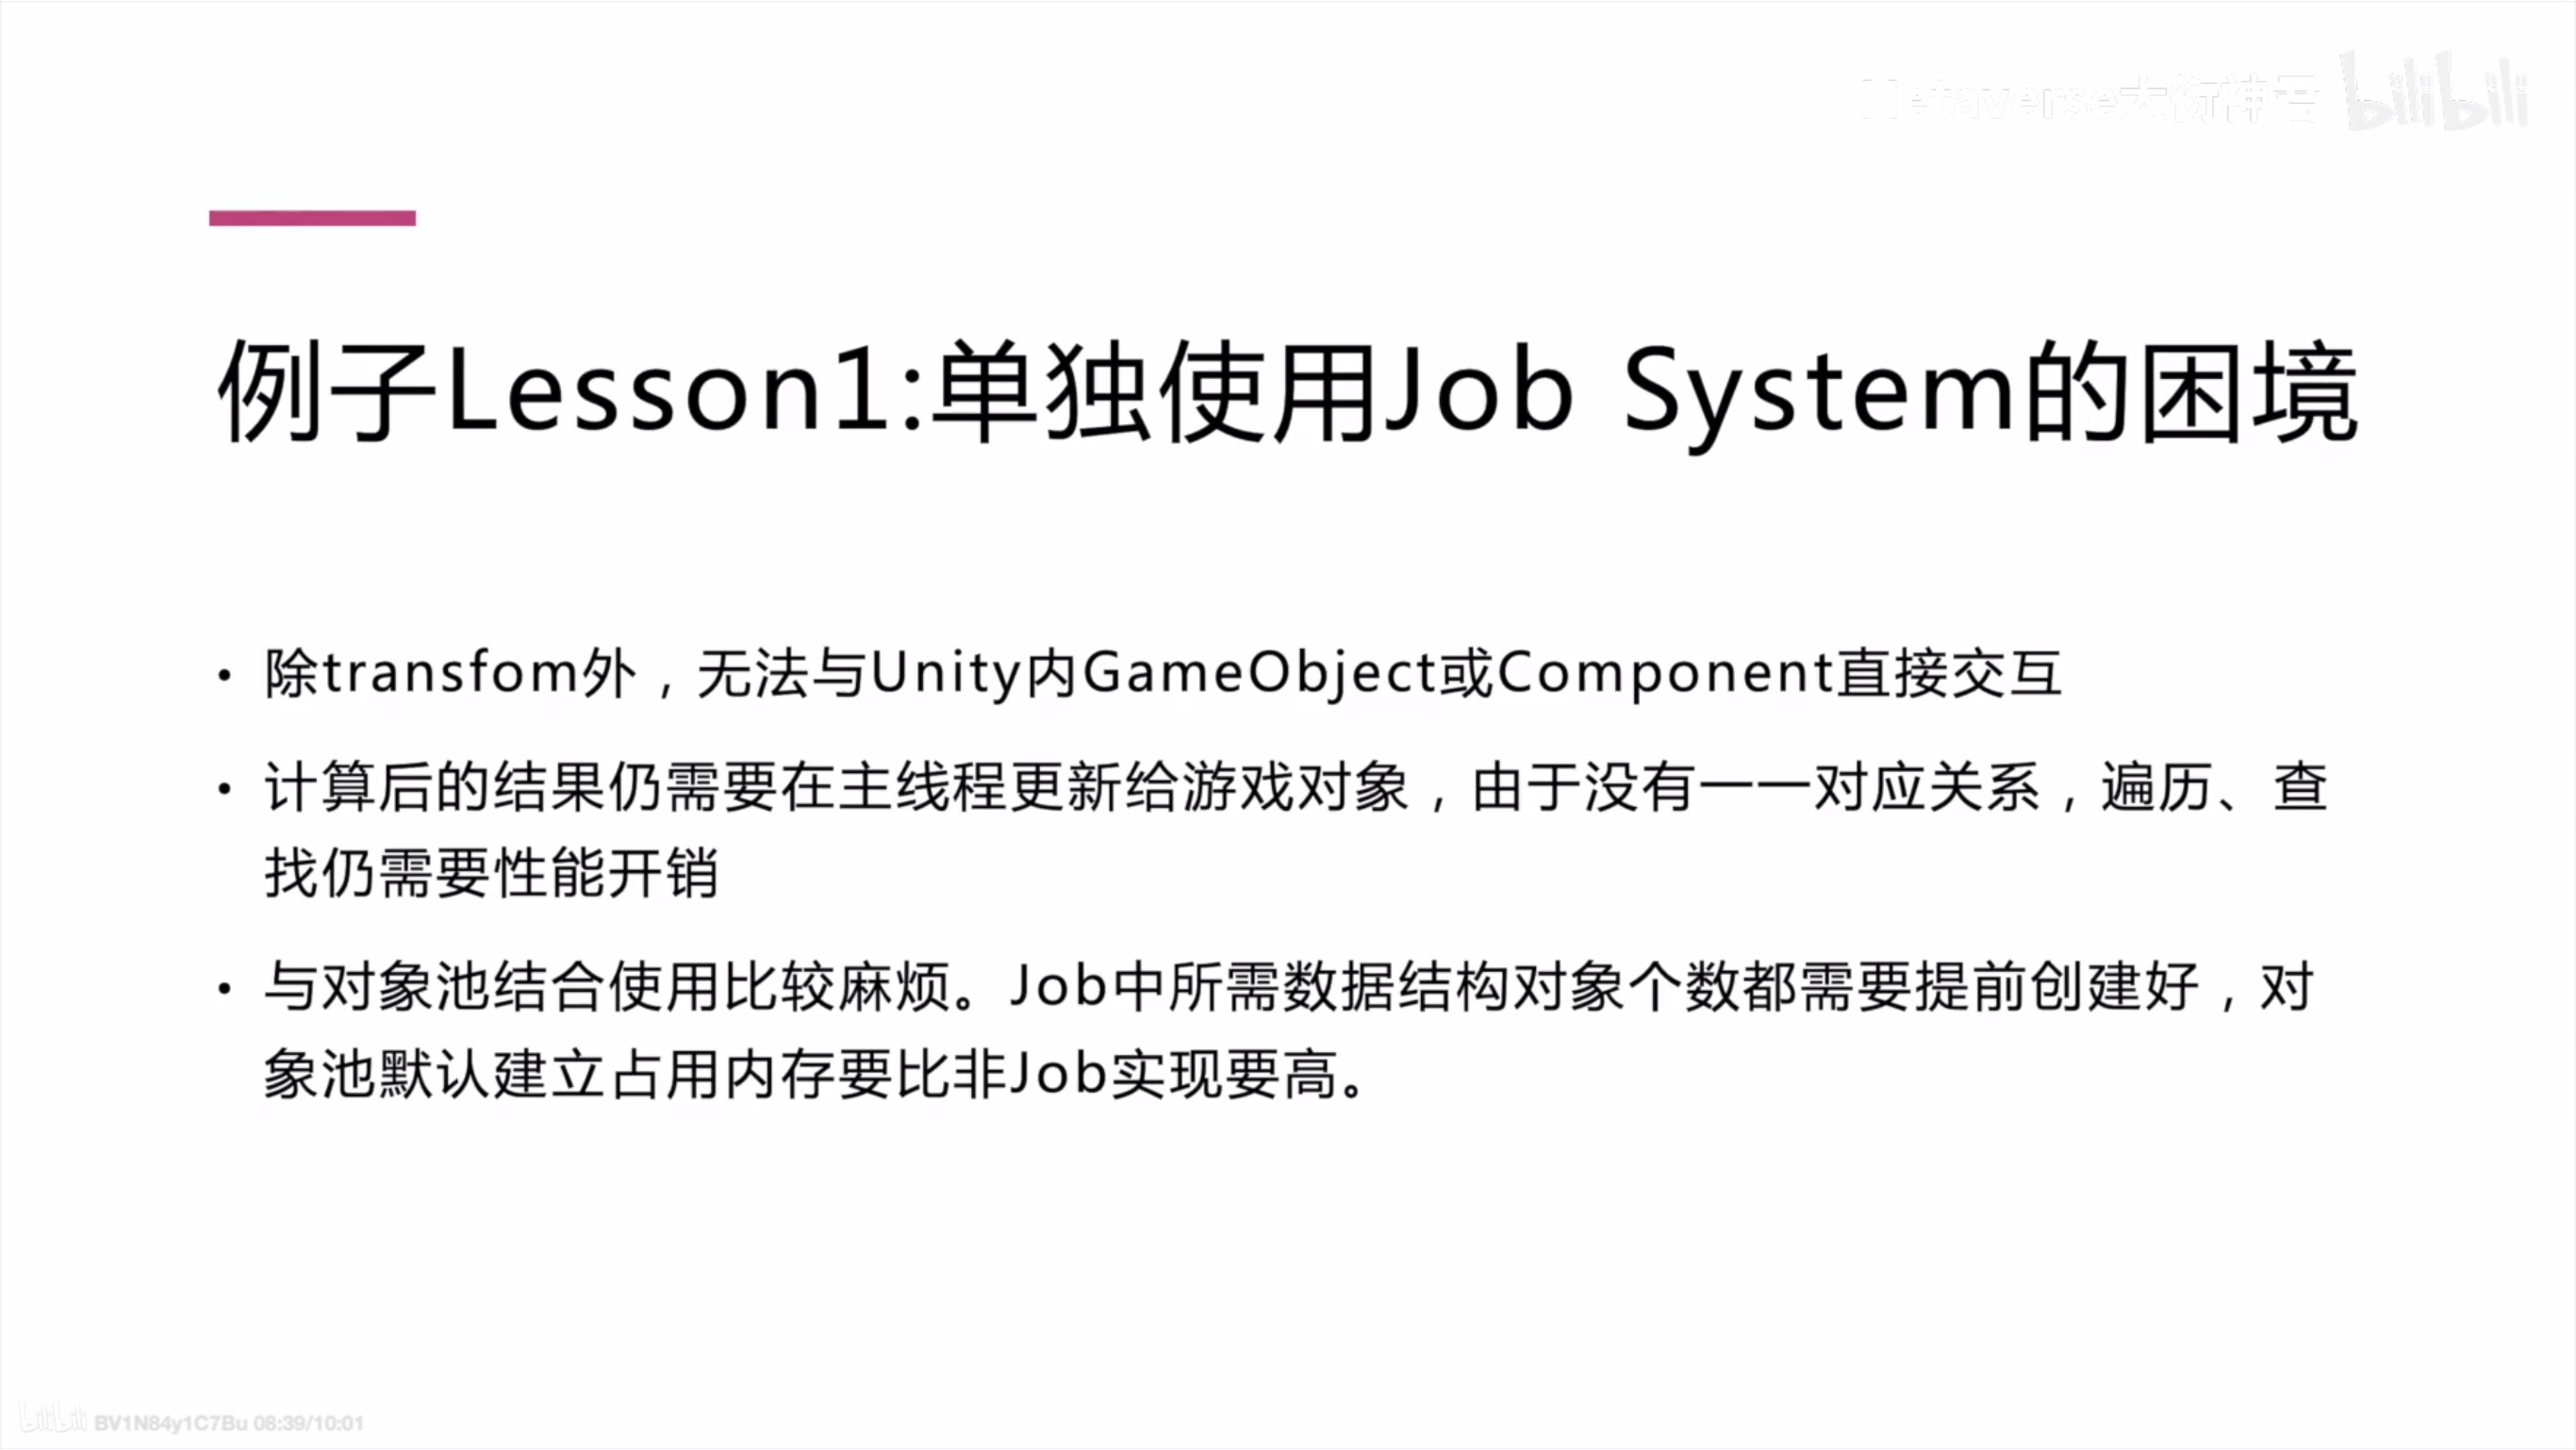 Metaverse大衍神君 bilibili
例子Lesson1:单独使用Job System的困境
• 除transfom外，无法与Unity内GameObject或Component直接交互
• 计算后的结果仍需要在主线程更新给游戏对象，由于没有一一对应关系，遍历、查
找仍需要性能开销
• 与对象池结合使用比较麻烦。Job中所需数据结构对象个数都需要提前创建好，对
象池默认建立占用内存要比非Job实现要高。
bilibili BV1N84y1C7Bu 08:39/10:01